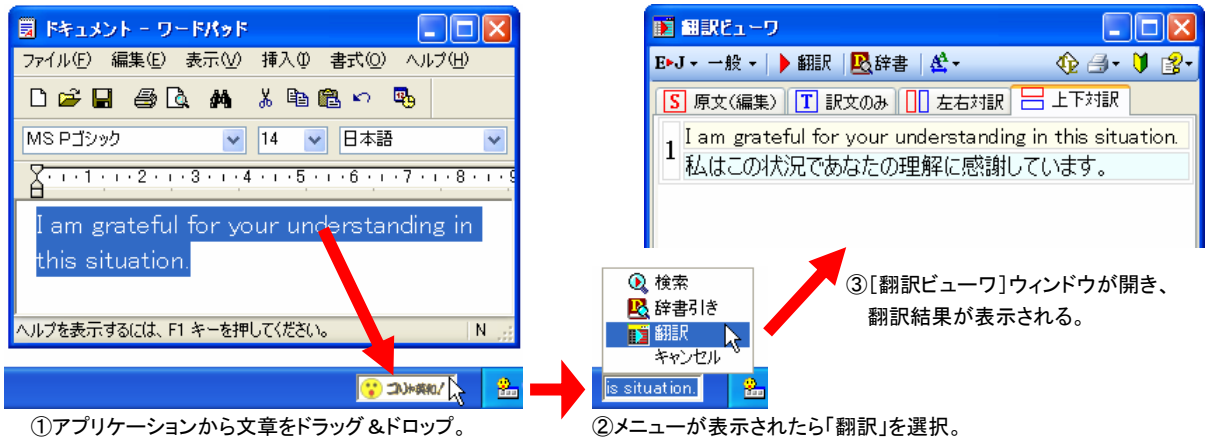 ドキュメント - ワードパッド
ファイル(F) 編集(E) 表示(V) 挿入(I) 書式(O) ヘルプ(H)
MS Pゴシック 14 日本語
1 2 3 4 5 6 7 8 9
I am grateful for your understanding in
this situation.
ヘルプを表示するには、F1 キーを押してください。 N
①アプリケーションから文章をドラッグ&ドロップ。
検索
辞書引き
翻訳
キャンセル
is situation.
②メニューが表示されたら「翻訳」を選択。
翻訳ビューワ
E▸J 一般 翻訳 辞書
S 原文(編集) T 訳文のみ 左右対訳 上下対訳
1 I am grateful for your understanding in this situation.
私はこの状況であなたの理解に感謝しています。
③[翻訳ビューワ]ウィンドウが開き、
翻訳結果が表示される。